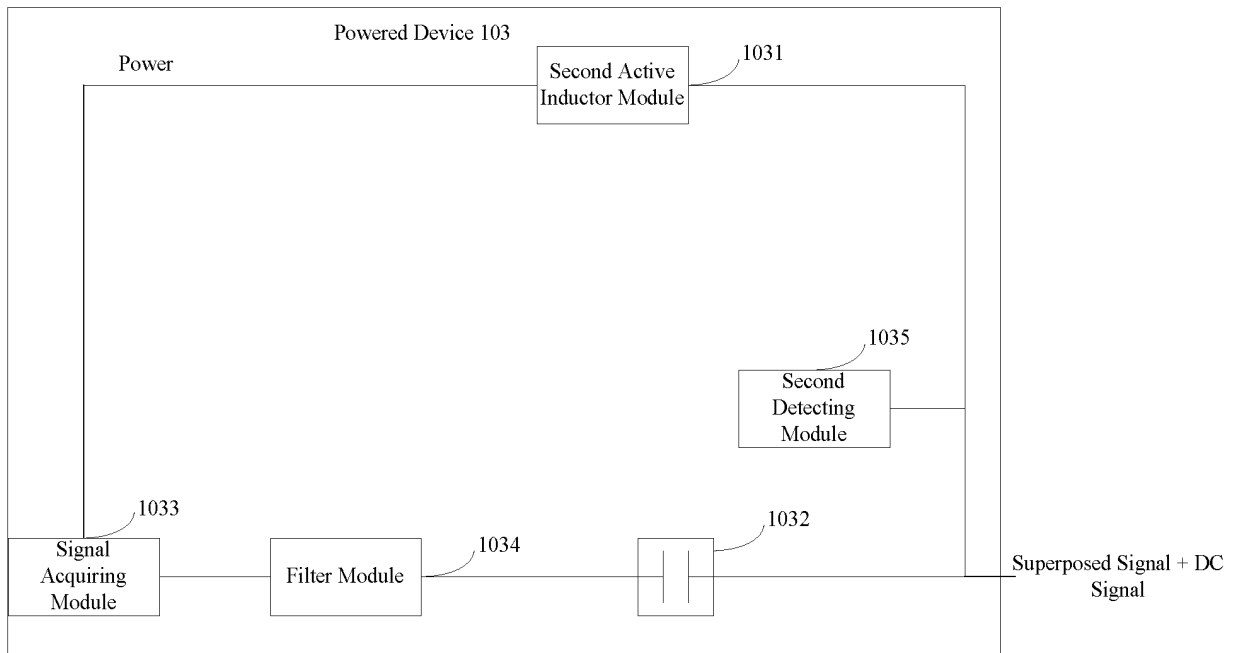 Powered Device 103
Power
1031
Second Active
Inductor Module
1035
Second
Detecting
Module
1033
Signal
Acquiring
Module
1034
Filter Module
1032
Superposed Signal + DC
Signal